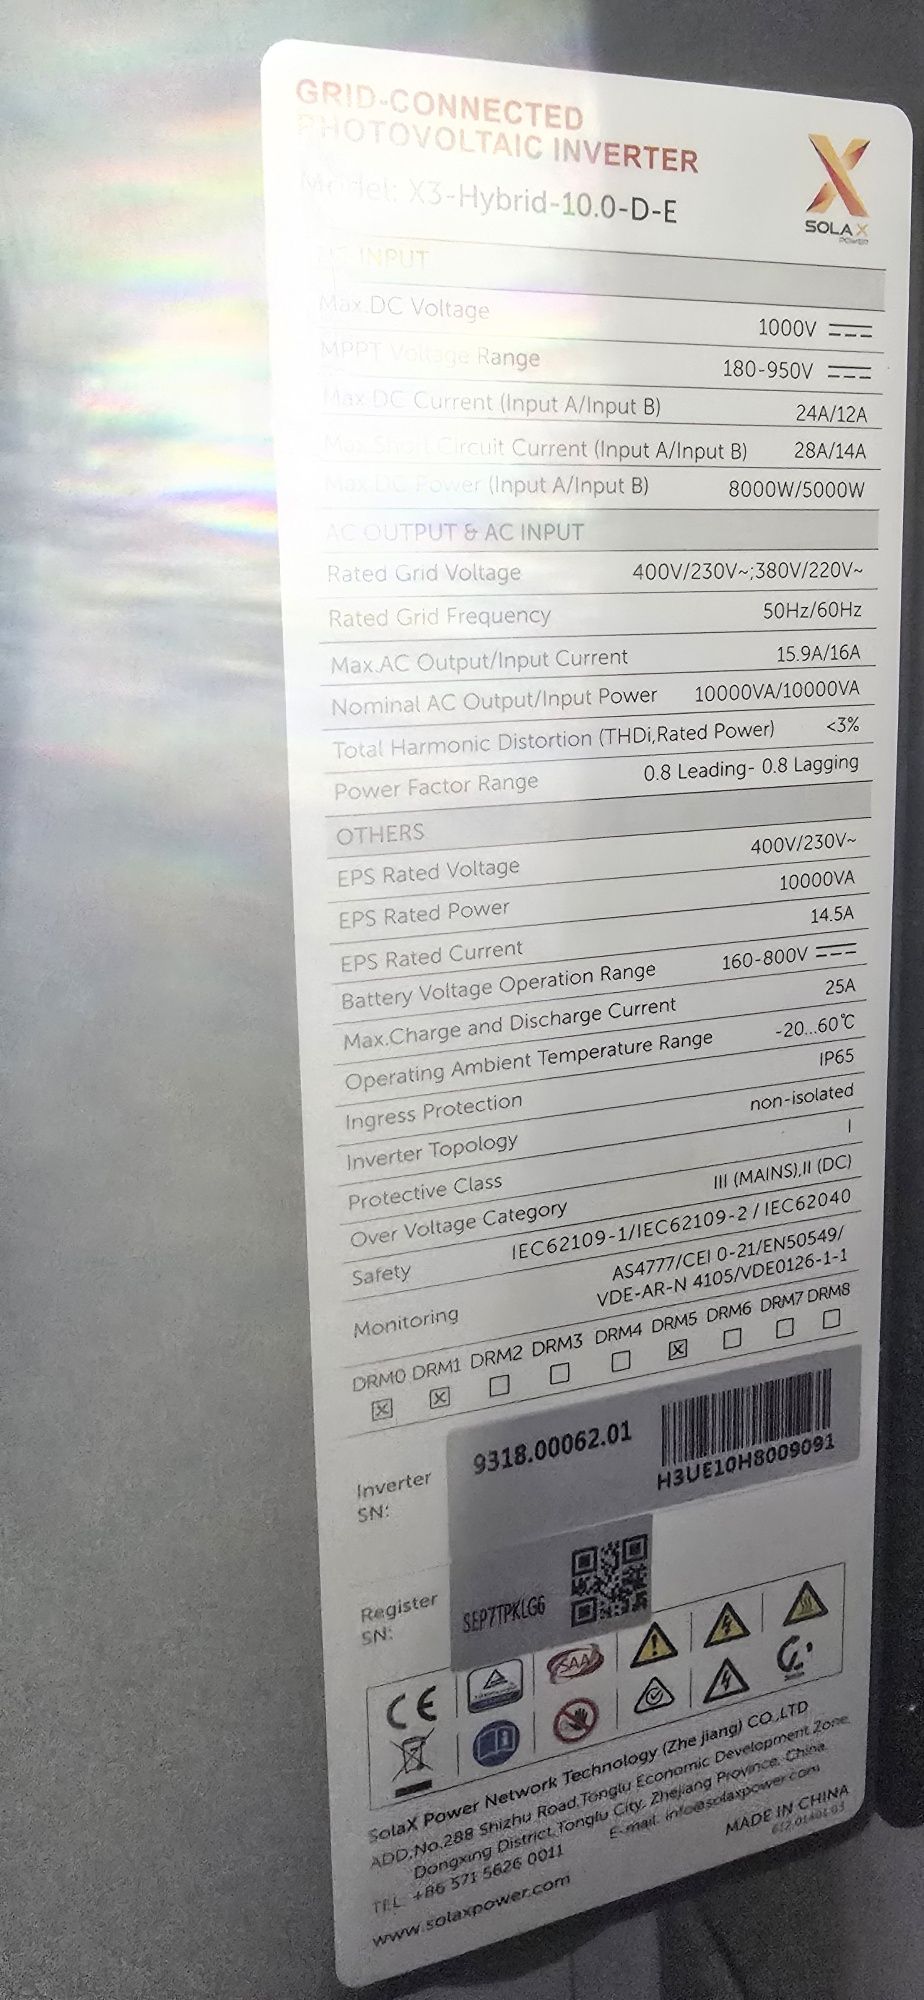 GRID-CONNECTED
PHOTOVOLTAIC INVERTER
Model: X3-Hybrid-10.0-D-E
SOLAX
POWER
DC INPUT
Max.DC Voltage 1000V
MPPT Voltage Range 180-950V
Max.DC Current (Input A/Input B) 24A/12A
Max.Short Circuit Current (Input A/Input B) 28A/14A
Max.DC Power (Input A/Input B) 8000W/5000W
AC OUTPUT & AC INPUT
Rated Grid Voltage 400V/230V~;380V/220V~
Rated Grid Frequency 50Hz/60Hz
Max.AC Output/Input Current 15.9A/16A
Nominal AC Output/Input Power 10000VA/10000VA
Total Harmonic Distortion (THDi,Rated Power) <3%
Power Factor Range 0.8 Leading- 0.8 Lagging
OTHERS
EPS Rated Voltage 400V/230V~
EPS Rated Power 10000VA
EPS Rated Current 14.5A
Battery Voltage Operation Range 160-800V
Max.Charge and Discharge Current 25A
Operating Ambient Temperature Range -20...60℃
Ingress Protection IP65
Inverter Topology non-isolated
Protective Class I
Over Voltage Category III (MAINS),II (DC)
Safety IEC62109-1/IEC62109-2 / IEC62040
Monitoring AS4777/CEI 0-21/EN50549/
VDE-AR-N 4105/VDE0126-1-1
DRM0 DRM1 DRM2 DRM3 DRM4 DRM5 DRM6 DRM7 DRM8
Inverter SN: 9318.00062.01
H3UE10H8009091
Register SN: SEP7TPKLG6
CE
SAA
SolaX Power Network Technology (Zhe jiang) CO.,LTD
ADD.No.288 Shizhu Road,Tonglu Economic Development Zone,
Dongxing District,Tonglu City, Zhejiang Province, China.
TEL: +86 571 5626 0011 E-mail: info@solaxpower.com
www.solaxpower.com MADE IN CHINA